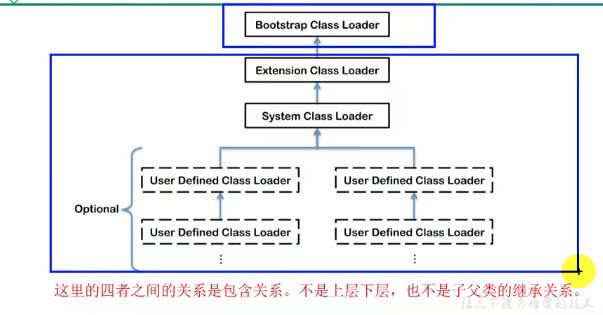 Bootstrap Class Loader
Extension Class Loader
System Class Loader
User Defined Class Loader
User Defined Class Loader
Optional
User Defined Class Loader
User Defined Class Loader
⋮
⋮
这里的四者之间的关系是包含关系。不是上层下层,也不是子父类的继承关系。